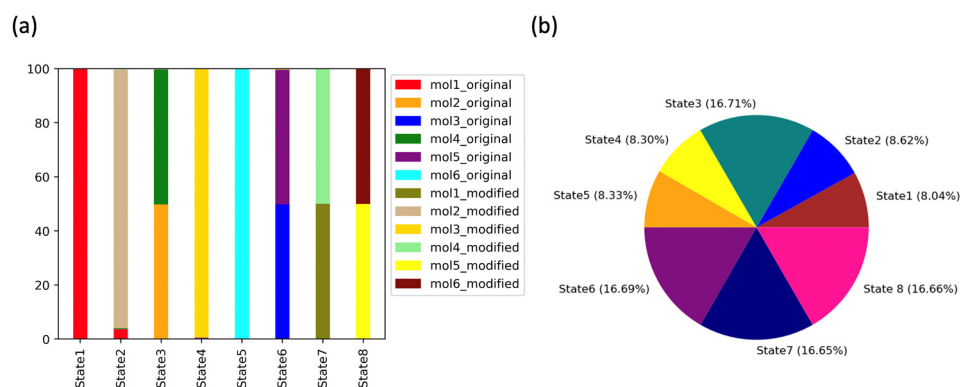 (a)
100
80
60
40
20
0
State1
State2
State3
State4
State5
State6
State7
State8
mol1_original
mol2_original
mol3_original
mol4_original
mol5_original
mol6_original
mol1_modified
mol2_modified
mol3_modified
mol4_modified
mol5_modified
mol6_modified
(b)
State3 (16.71%)
State4 (8.30%)
State2 (8.62%)
State5 (8.33%)
State1 (8.04%)
State6 (16.69%)
State 8 (16.66%)
State7 (16.65%)